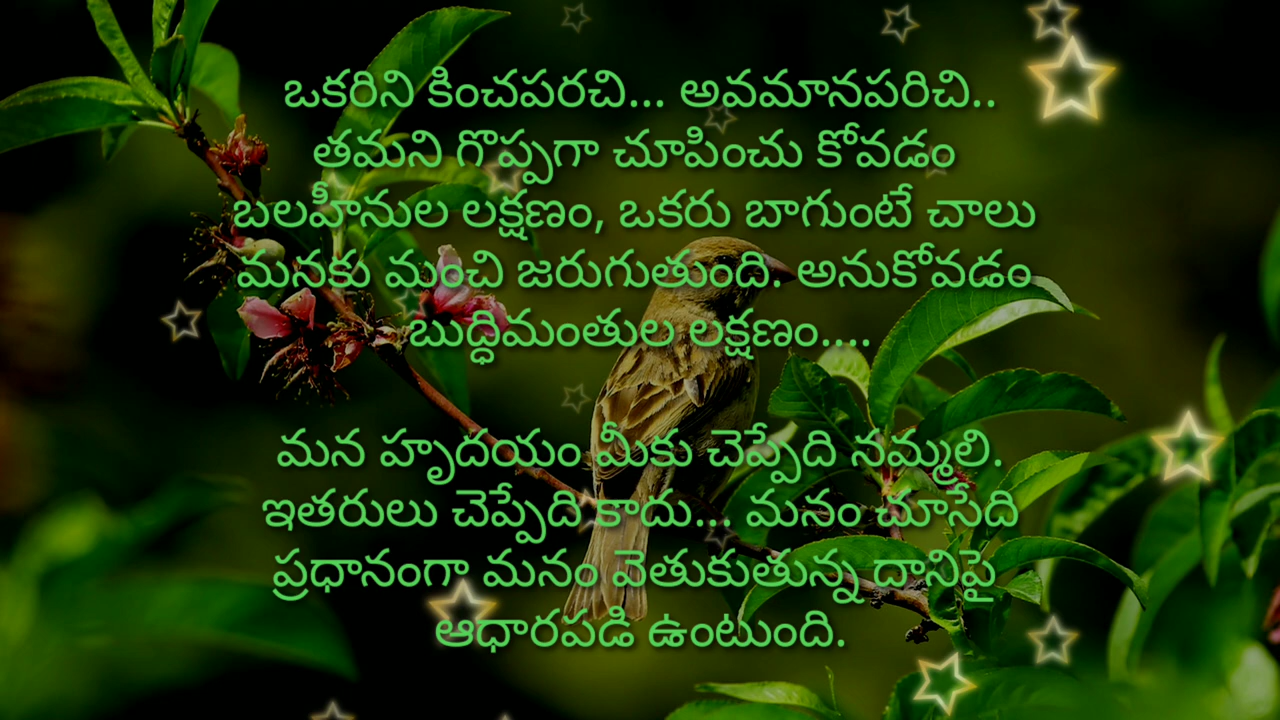 ఒకరిని కించపరచి... అవమానపరిచి..
తమని గొప్పగా చూపించు కోవడం
బలహీనుల లక్షణం, ఒకరు బాగుంటే చాలు
మనకు మంచి జరుగుతుంది. అనుకోవడం
బుద్ధిమంతుల లక్షణం....
మన హృదయం మీకు చెప్పేది నమ్మలి.
ఇతరులు చెప్పేది కాదు... మనం చూసేది
ప్రధానంగా మనం వెతుకుతున్న దానిపై
ఆధారపడి ఉంటుంది.